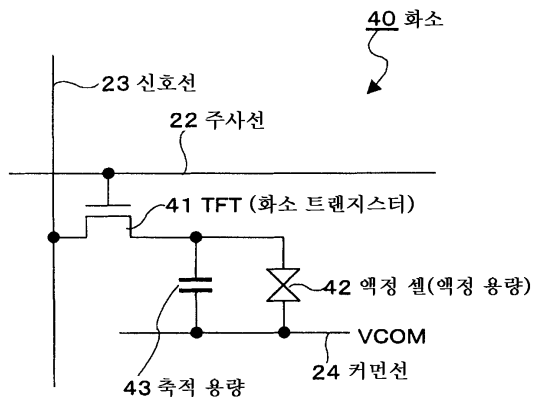 40 화소
23 신호선
22 주사선
41 TFT (화소 트랜지스터)
42 액정 셀(액정 용량)
VCOM
24 커먼선
43 축적 용량